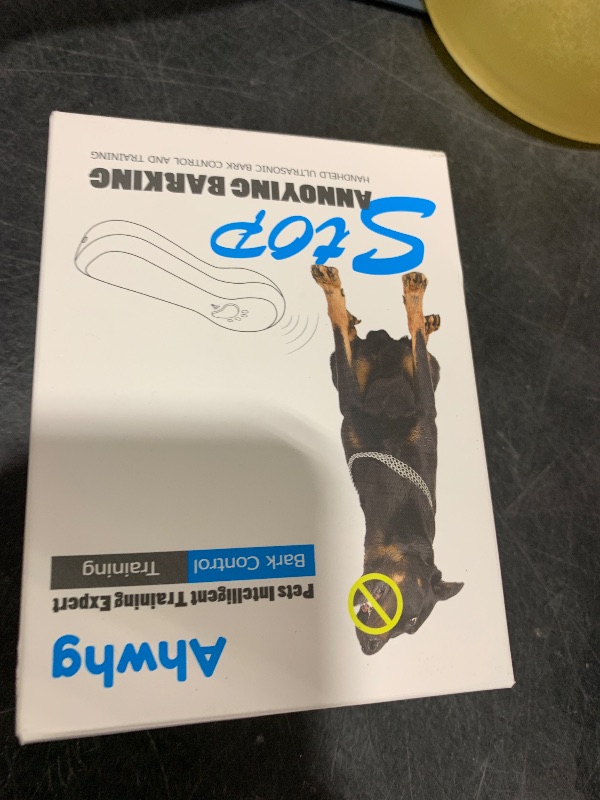 Ahwhg
Pets Intelligent Training Expert
Bark Control Training
Stop
ANNOYING BARKING
HANDHELD ULTRASONIC BARK CONTROL AND TRAINING